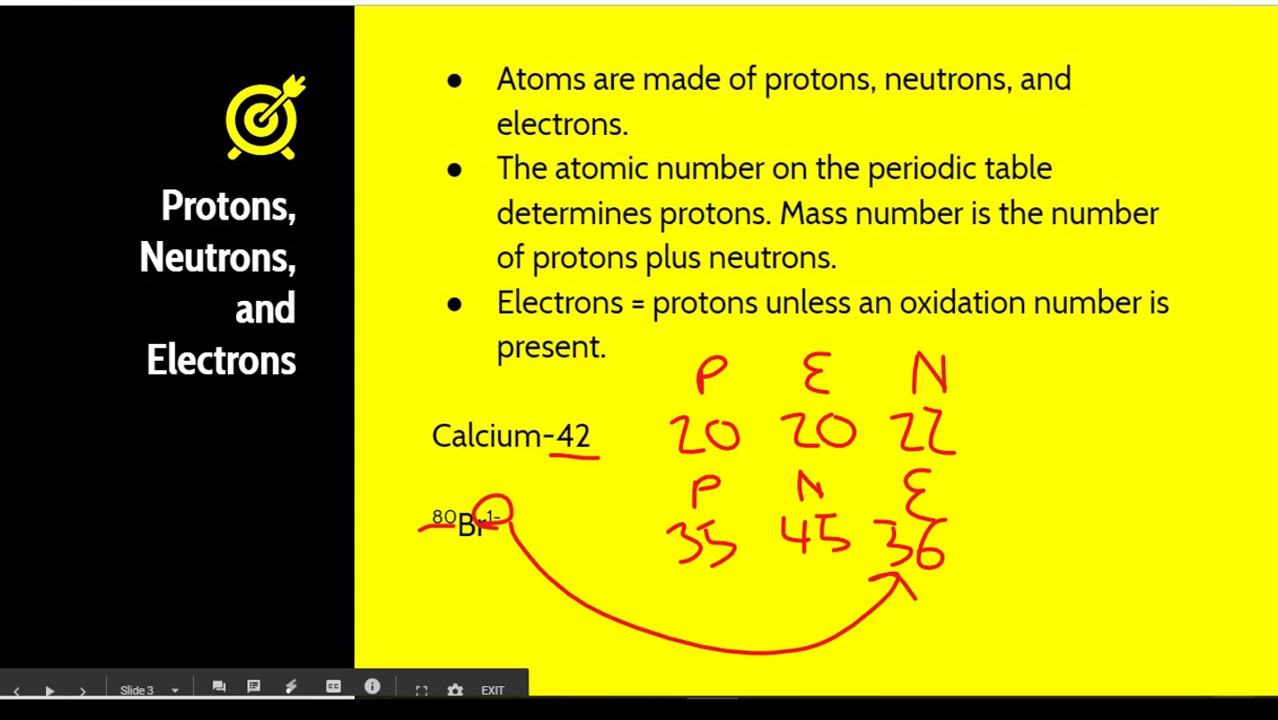 Protons,
Neutrons,
and
Electrons
● Atoms are made of protons, neutrons, and
electrons.
● The atomic number on the periodic table
determines protons. Mass number is the number
of protons plus neutrons.
● Electrons = protons unless an oxidation number is
present.
P E N
Calcium-42 20 20 22
P N E
⁸⁰Br¹⁻ 35 45 36
Slide 3
CC
EXIT